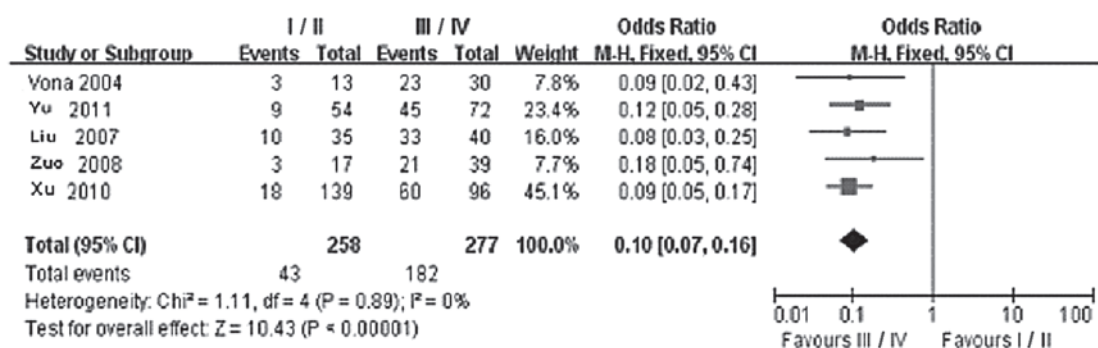 I / II III / IV Odds Ratio Odds Ratio
Study or Subgroup Events Total Events Total Weight M-H, Fixed, 95% CI M-H, Fixed, 95% CI
Vona 2004 3 13 23 30 7.8% 0.09 [0.02, 0.43]
Yu 2011 9 54 45 72 23.4% 0.12 [0.05, 0.28]
Liu 2007 10 35 33 40 16.0% 0.08 [0.03, 0.25]
Zuo 2008 3 17 21 39 7.7% 0.18 [0.05, 0.74]
Xu 2010 18 139 60 96 45.1% 0.09 [0.05, 0.17]
Total (95% CI) 258 277 100.0% 0.10 [0.07, 0.16]
Total events 43 182
Heterogeneity: Chi² = 1.11, df = 4 (P = 0.89); I² = 0%
Test for overall effect: Z = 10.43 (P < 0.00001)
0.01 0.1 1 10 100
Favours III / IV Favours I / II